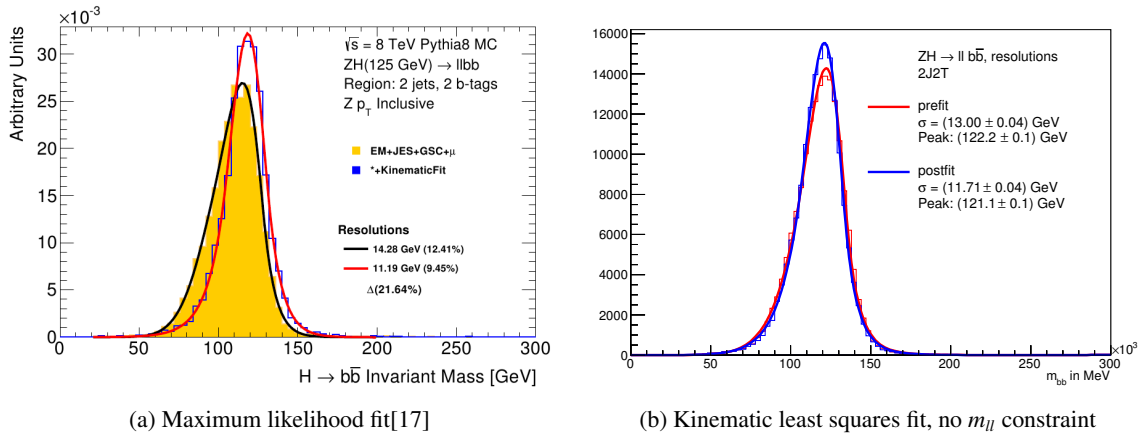 ×10⁻³
Arbitrary Units
30
25
20
15
10
5
0
√s = 8 TeV Pythia8 MC
ZH(125 GeV) → llbb
Region: 2 jets, 2 b-tags
Z p_T Inclusive
EM+JES+GSC+μ
*+KinematicFit
Resolutions
14.28 GeV (12.41%)
11.19 GeV (9.45%)
Δ(21.64%)
0 50 100 150 200 250 300
H → bb̅ Invariant Mass [GeV]
(a) Maximum likelihood fit[17]
16000
14000
12000
10000
8000
6000
4000
2000
0
ZH → ll bb̅, resolutions
2J2T
prefit
σ = (13.00 ± 0.04) GeV
Peak: (122.2 ± 0.1) GeV
postfit
σ = (11.71 ± 0.04) GeV
Peak: (121.1 ± 0.1) GeV
×10³
0 50 100 150 200 250 300
m_bb in MeV
(b) Kinematic least squares fit, no m_ll constraint